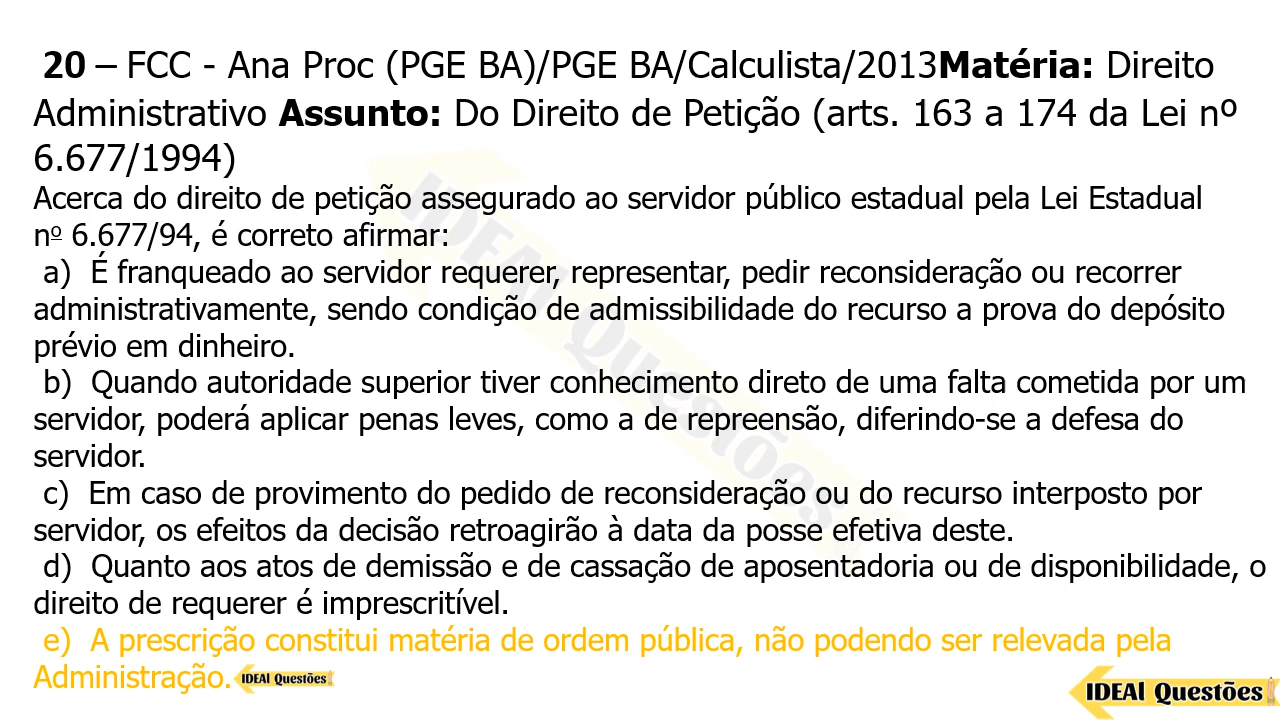 20 – FCC - Ana Proc (PGE BA)/PGE BA/Calculista/2013Matéria: Direito
Administrativo Assunto: Do Direito de Petição (arts. 163 a 174 da Lei nº
6.677/1994)
Acerca do direito de petição assegurado ao servidor público estadual pela Lei Estadual
nº 6.677/94, é correto afirmar:
a) É franqueado ao servidor requerer, representar, pedir reconsideração ou recorrer
administrativamente, sendo condição de admissibilidade do recurso a prova do depósito
prévio em dinheiro.
b) Quando autoridade superior tiver conhecimento direto de uma falta cometida por um
servidor, poderá aplicar penas leves, como a de repreensão, diferindo-se a defesa do
servidor.
c) Em caso de provimento do pedido de reconsideração ou do recurso interposto por
servidor, os efeitos da decisão retroagirão à data da posse efetiva deste.
d) Quanto aos atos de demissão e de cassação de aposentadoria ou de disponibilidade, o
direito de requerer é imprescritível.
e) A prescrição constitui matéria de ordem pública, não podendo ser relevada pela
Administração.
IDEAl Questões
IDEAl Questões
IDEAl Questões